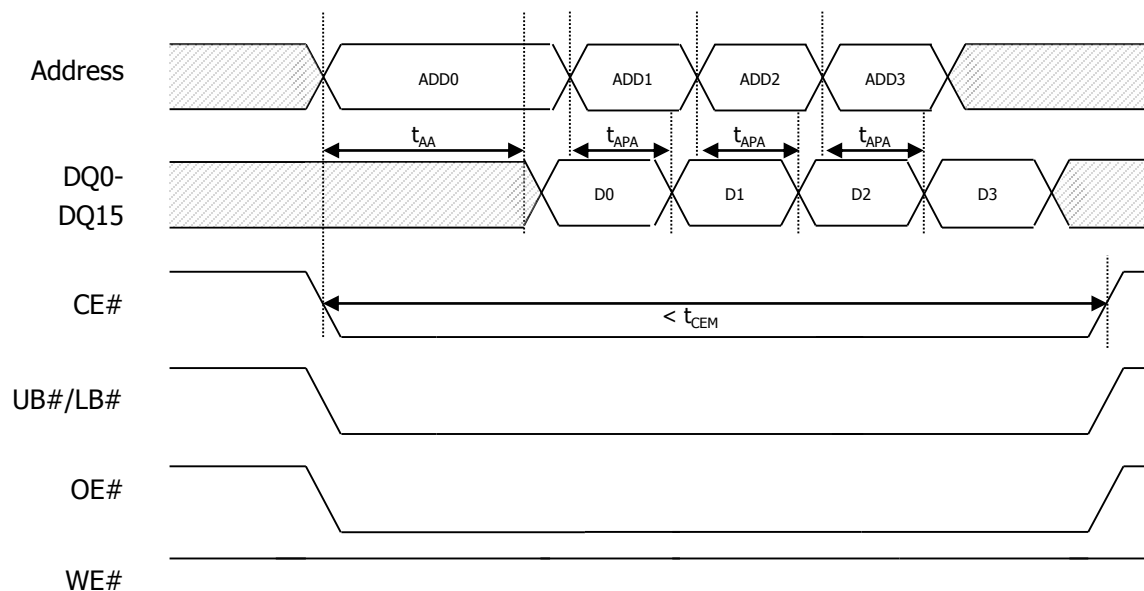 Address
ADD0 ADD1 ADD2 ADD3
tAA tAPA tAPA tAPA
DQ0-
DQ15
D0 D1 D2 D3
CE#
< tCEM
UB#/LB#
OE#
WE#